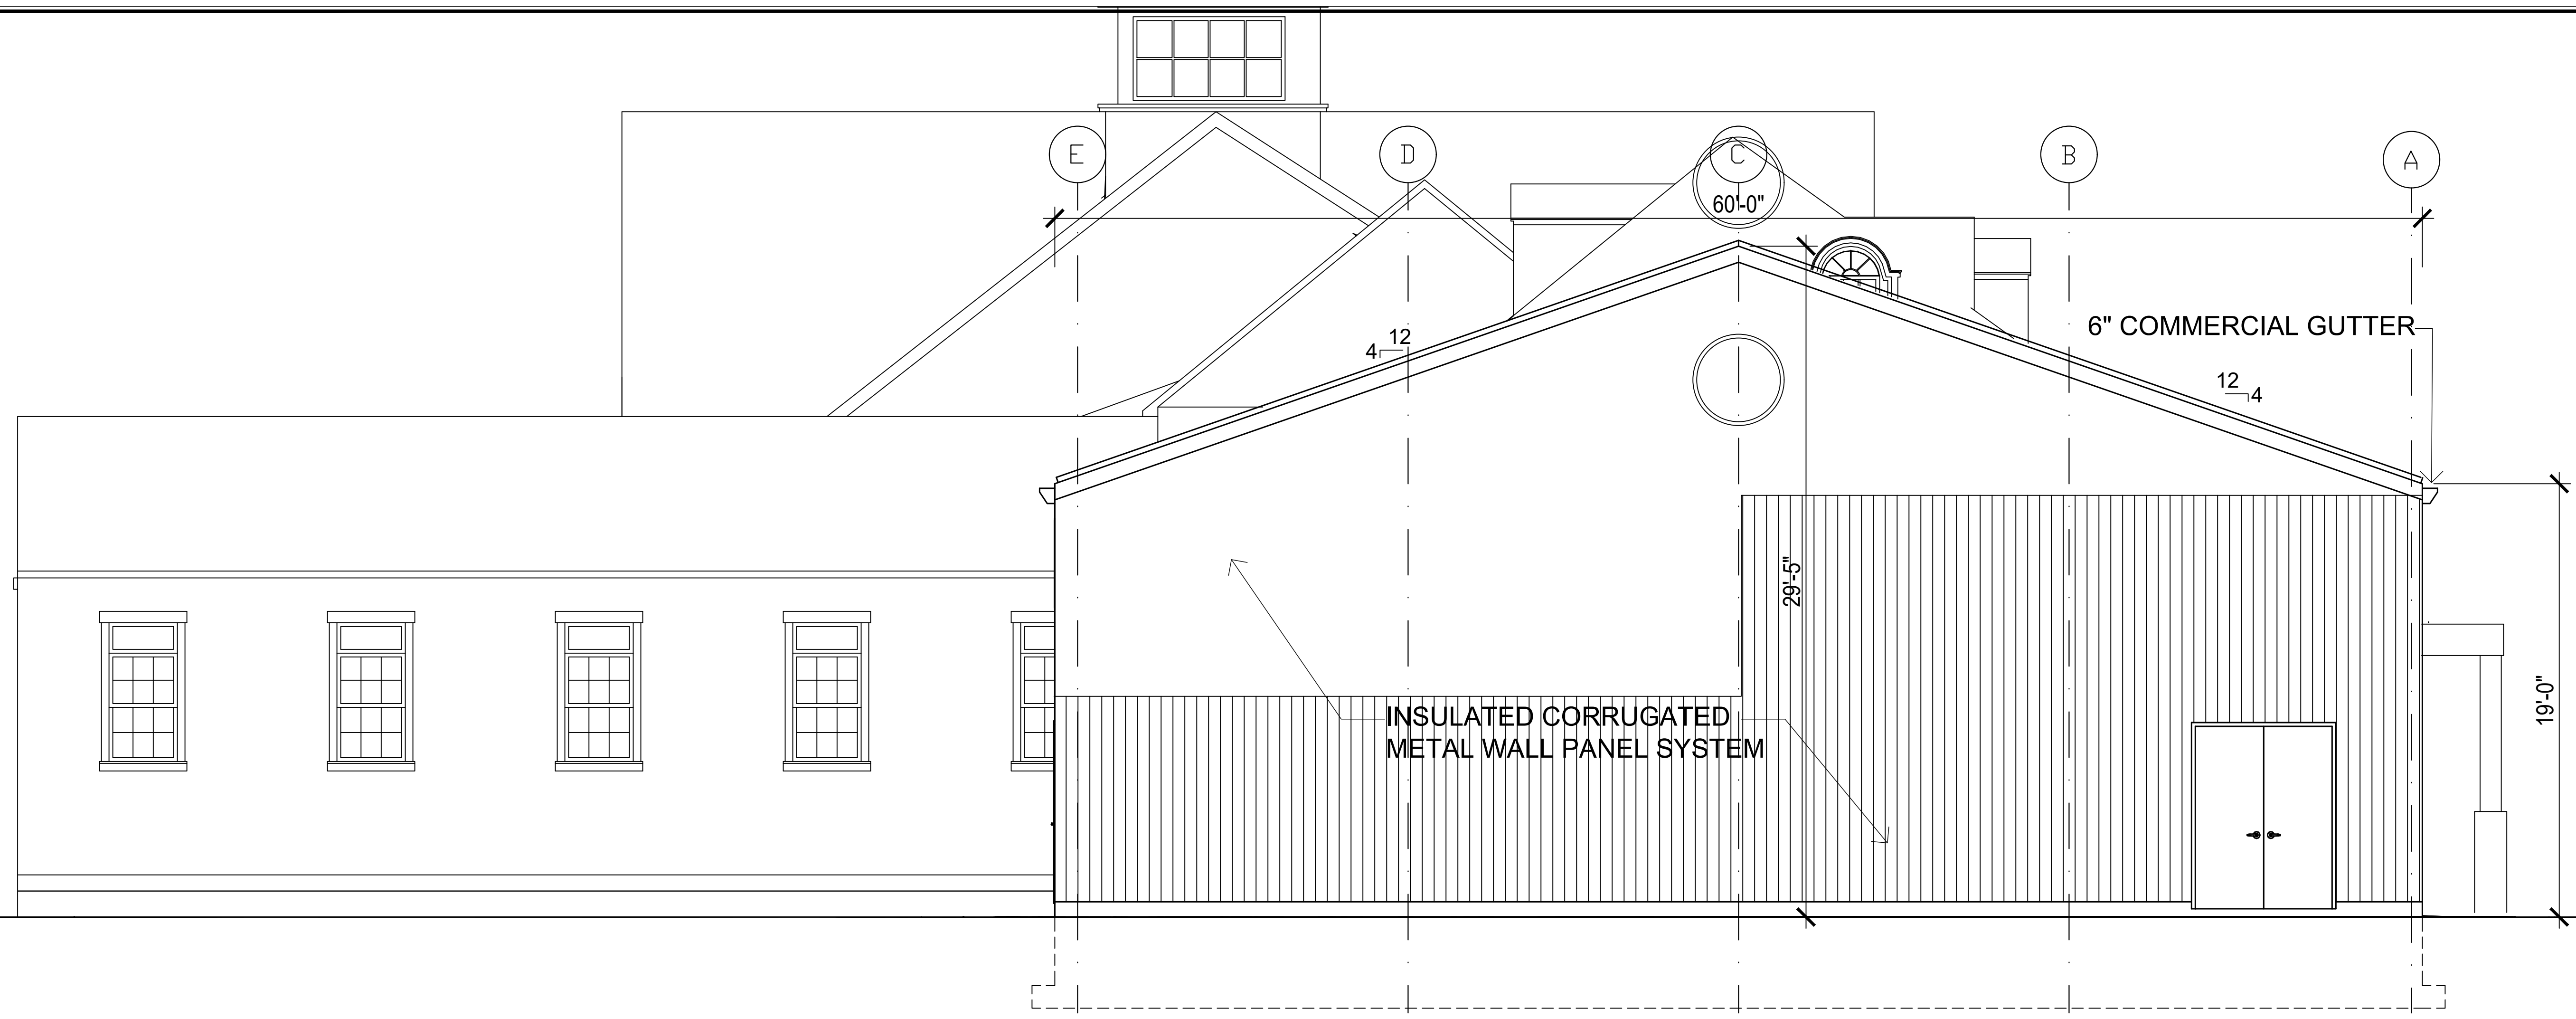 E
D
C
B
A
60'-0"
6" COMMERCIAL GUTTER
12
4
12
4
29'-5"
INSULATED CORRUGATED
METAL WALL PANEL SYSTEM
19'-0"